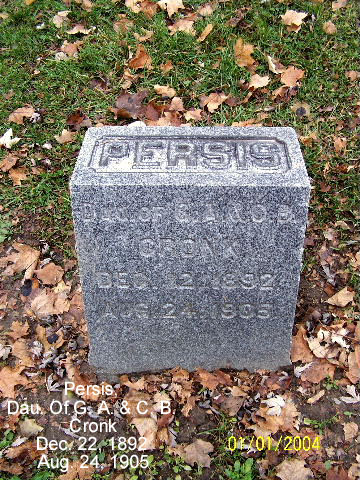 PERSIS
DAU. OF G. A. & C. B.
CRONK
DEC. 12, 1892
AUG. 24, 1905
Persis
Dau. Of G. A. & C. B.
Cronk
Dec. 22, 1892
Aug. 24, 1905
01/01/2004